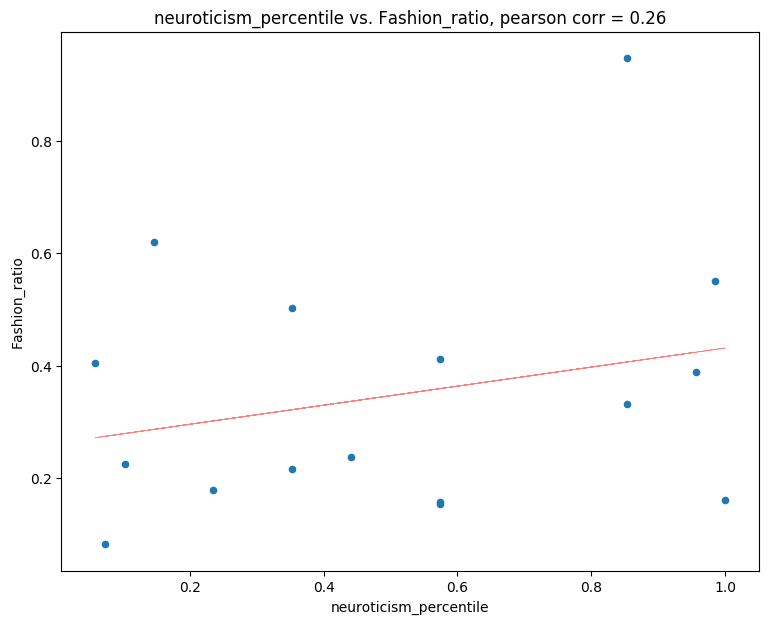 neuroticism_percentile vs. Fashion_ratio, pearson corr = 0.26
0.8
0.6
0.4
0.2
Fashion_ratio
0.2 0.4 0.6 0.8 1.0
neuroticism_percentile